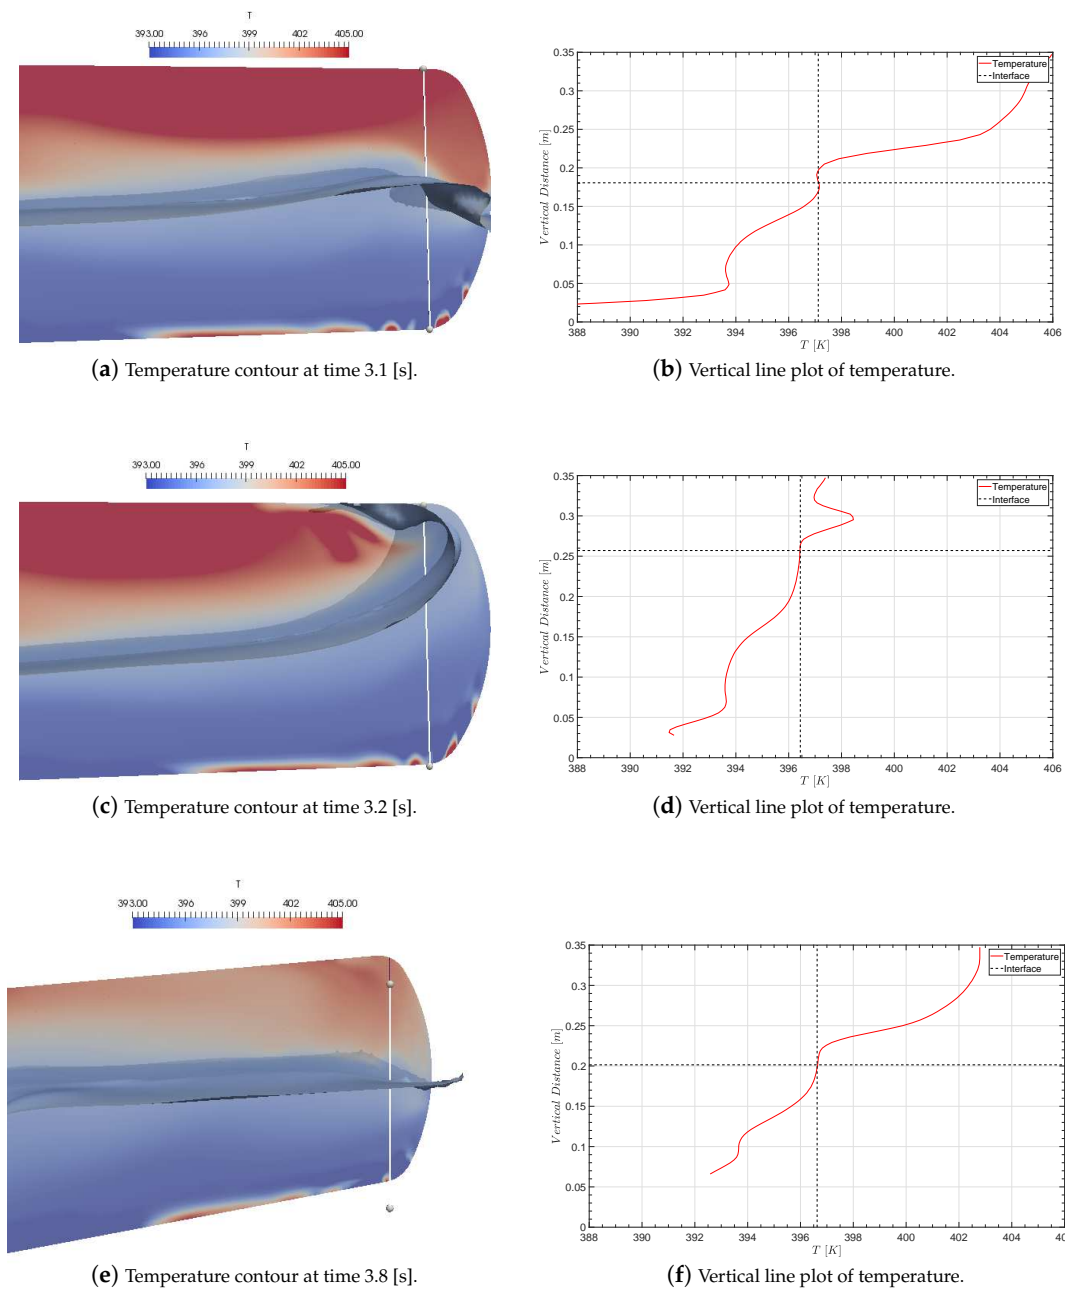 T
393.00 396 399 402 405.00
0.35
0.3
0.25
0.2
0.15
0.1
0.05
0
Vertical Distance [m]
Temperature
Interface
388 390 392 394 396 398 400 402 404 406
T [K]
(a) Temperature contour at time 3.1 [s].
(b) Vertical line plot of temperature.
T
393.00 396 399 402 405.00
0.35
0.3
0.25
0.2
0.15
0.1
0.05
0
Vertical Distance [m]
Temperature
Interface
388 390 392 394 396 398 400 402 404 406
T [K]
(c) Temperature contour at time 3.2 [s].
(d) Vertical line plot of temperature.
T
393.00 396 399 402 405.00
0.35
0.3
0.25
0.2
0.15
0.1
0.05
0
Vertical Distance [m]
Temperature
Interface
388 390 392 394 396 398 400 402 404
T [K]
(e) Temperature contour at time 3.8 [s].
(f) Vertical line plot of temperature.